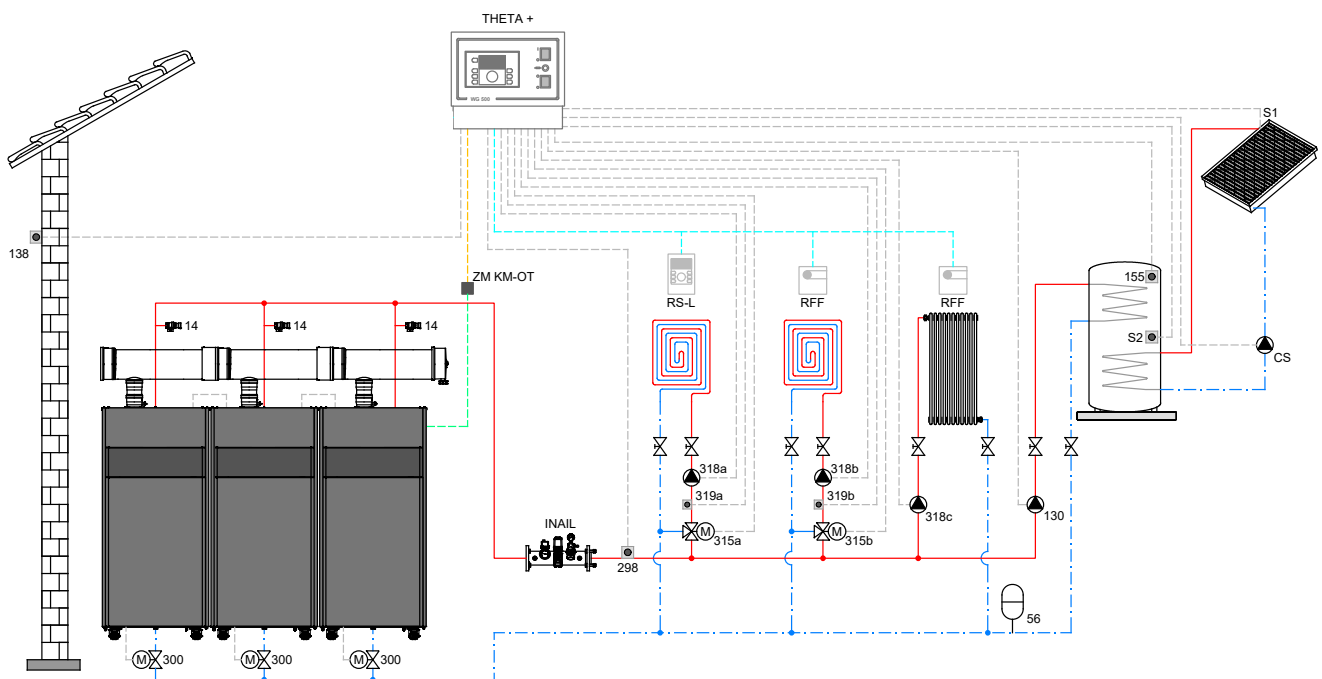 THETA +
WG 500
S1
138
ZM KM-OT
155
RS-L
RFF
RFF
14
14
14
S2
CS
318a
318b
319a
319b
318c
130
INAIL
M
315a
M
315b
298
56
M
300
M
300
M
300